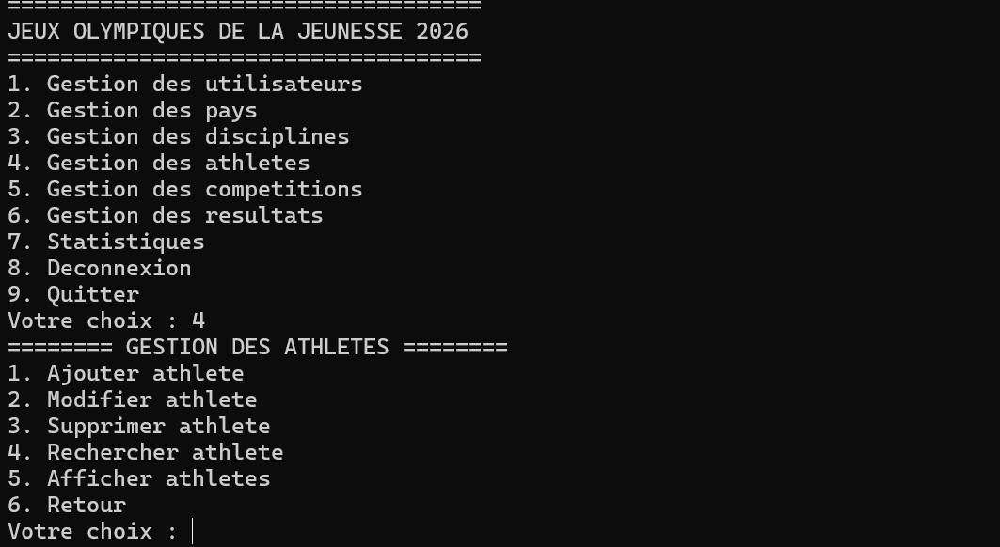 ====================================
JEUX OLYMPIQUES DE LA JEUNESSE 2026
====================================
1. Gestion des utilisateurs
2. Gestion des pays
3. Gestion des disciplines
4. Gestion des athletes
5. Gestion des competitions
6. Gestion des resultats
7. Statistiques
8. Deconnexion
9. Quitter
Votre choix : 4
======== GESTION DES ATHLETES ========
1. Ajouter athlete
2. Modifier athlete
3. Supprimer athlete
4. Rechercher athlete
5. Afficher athletes
6. Retour
Votre choix :